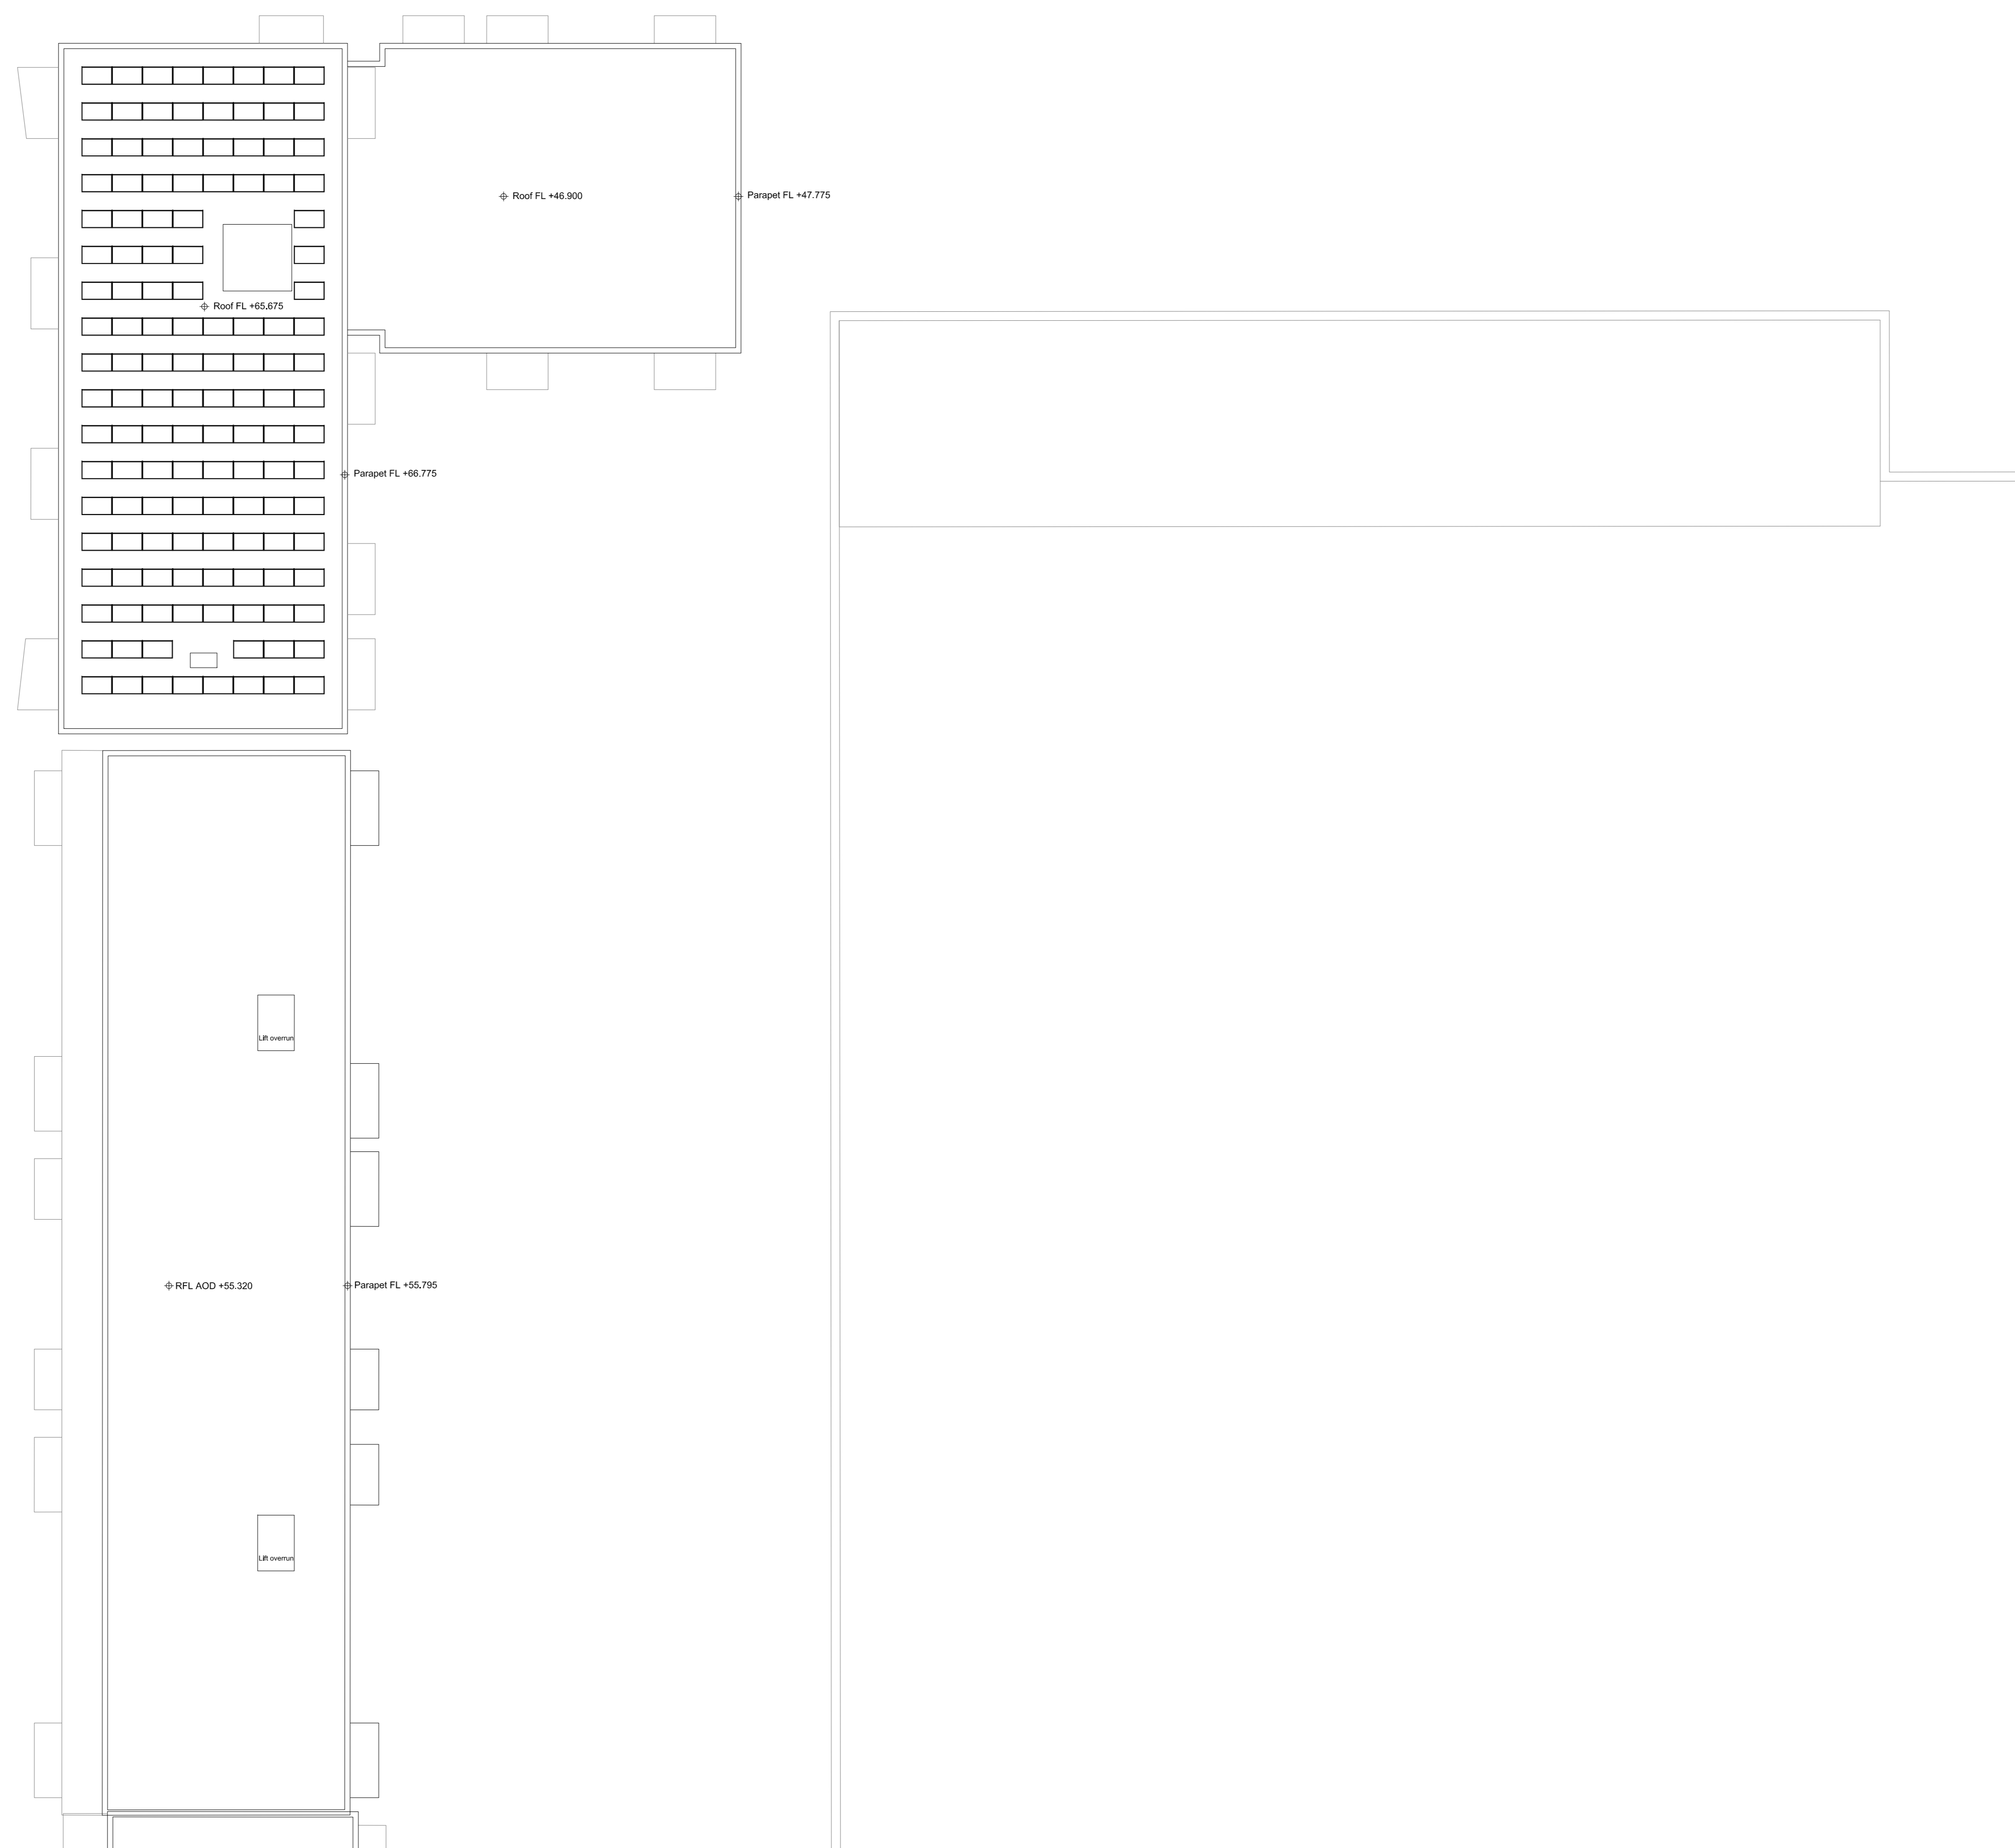 Roof FL +46.900
Parapet FL +47.775
Roof FL +65.675
Parapet FL +66.775
Lift overrun
RFL AOD +55.320
Parapet FL +55.795
Lift overrun